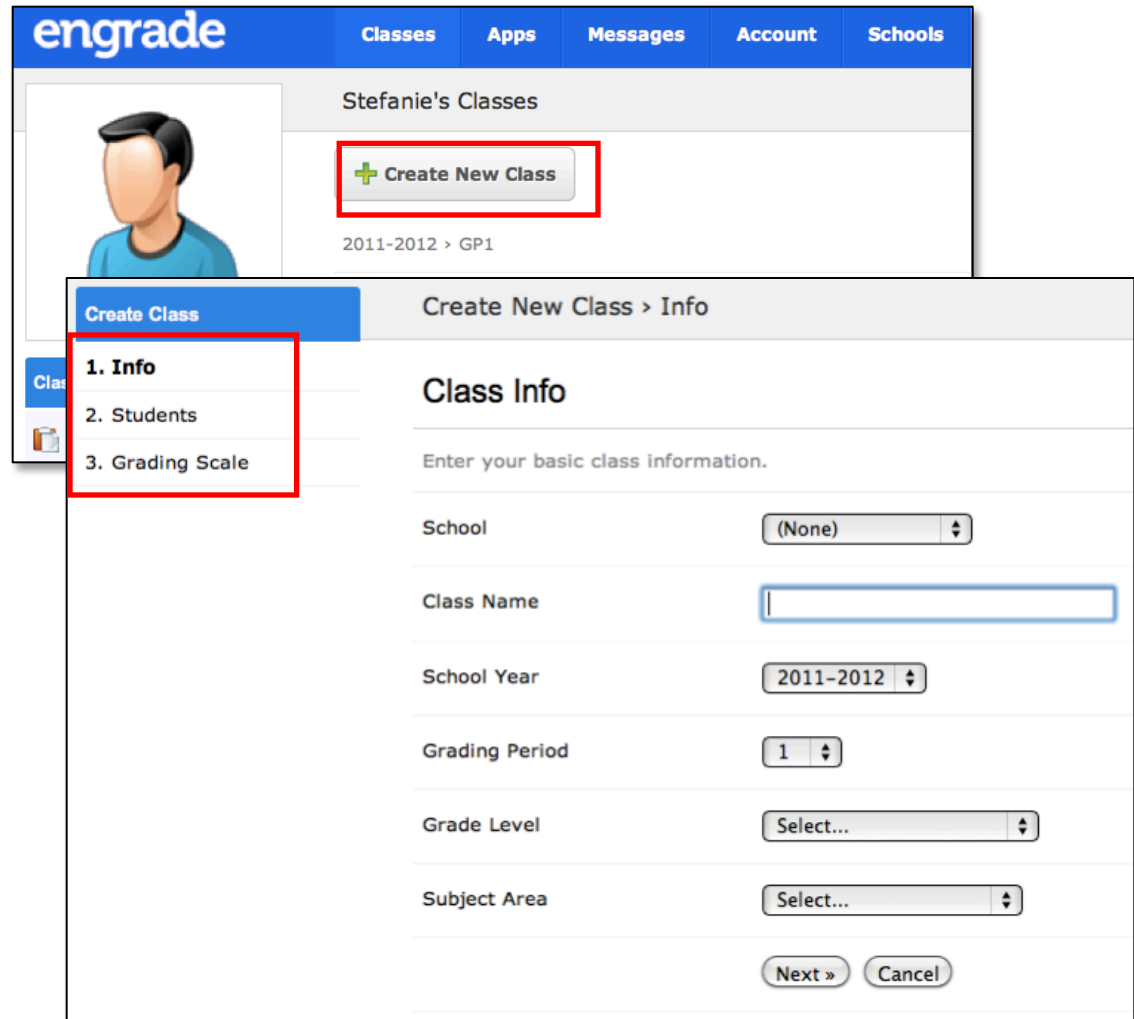 engrade
Classes Apps Messages Account Schools
Stefanie's Classes
Create New Class
2011-2012 › GP1
Create Class
1. Info
2. Students
3. Grading Scale
Create New Class › Info
Class Info
Enter your basic class information.
School (None)
Class Name
School Year 2011-2012
Grading Period 1
Grade Level Select...
Subject Area Select...
Next » Cancel